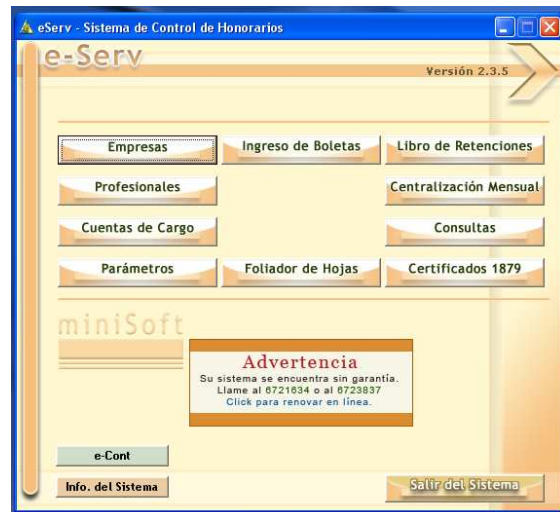 eServ - Sistema de Control de Honorarios
e-Serv
Versión 2.3.5
Empresas
Ingreso de Boletas
Libro de Retenciones
Profesionales
Centralización Mensual
Cuentas de Cargo
Consultas
Parámetros
Foliador de Hojas
Certificados 1879
miniSoft
Advertencia
Su sistema se encuentra sin garantía.
Llame al 6721634 o al 6723837
Click para renovar en línea.
e-Cont
Info. del Sistema
Salir del Sistema